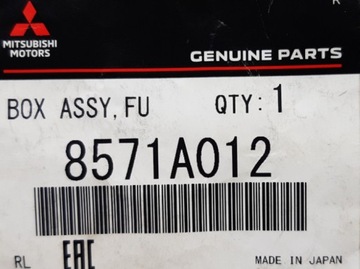 R
MITSUBISHI
MOTORS
GENUINE PARTS
BOX ASSY, FU
QTY: 1
8571A012
RL
EAC
MADE IN JAPAN